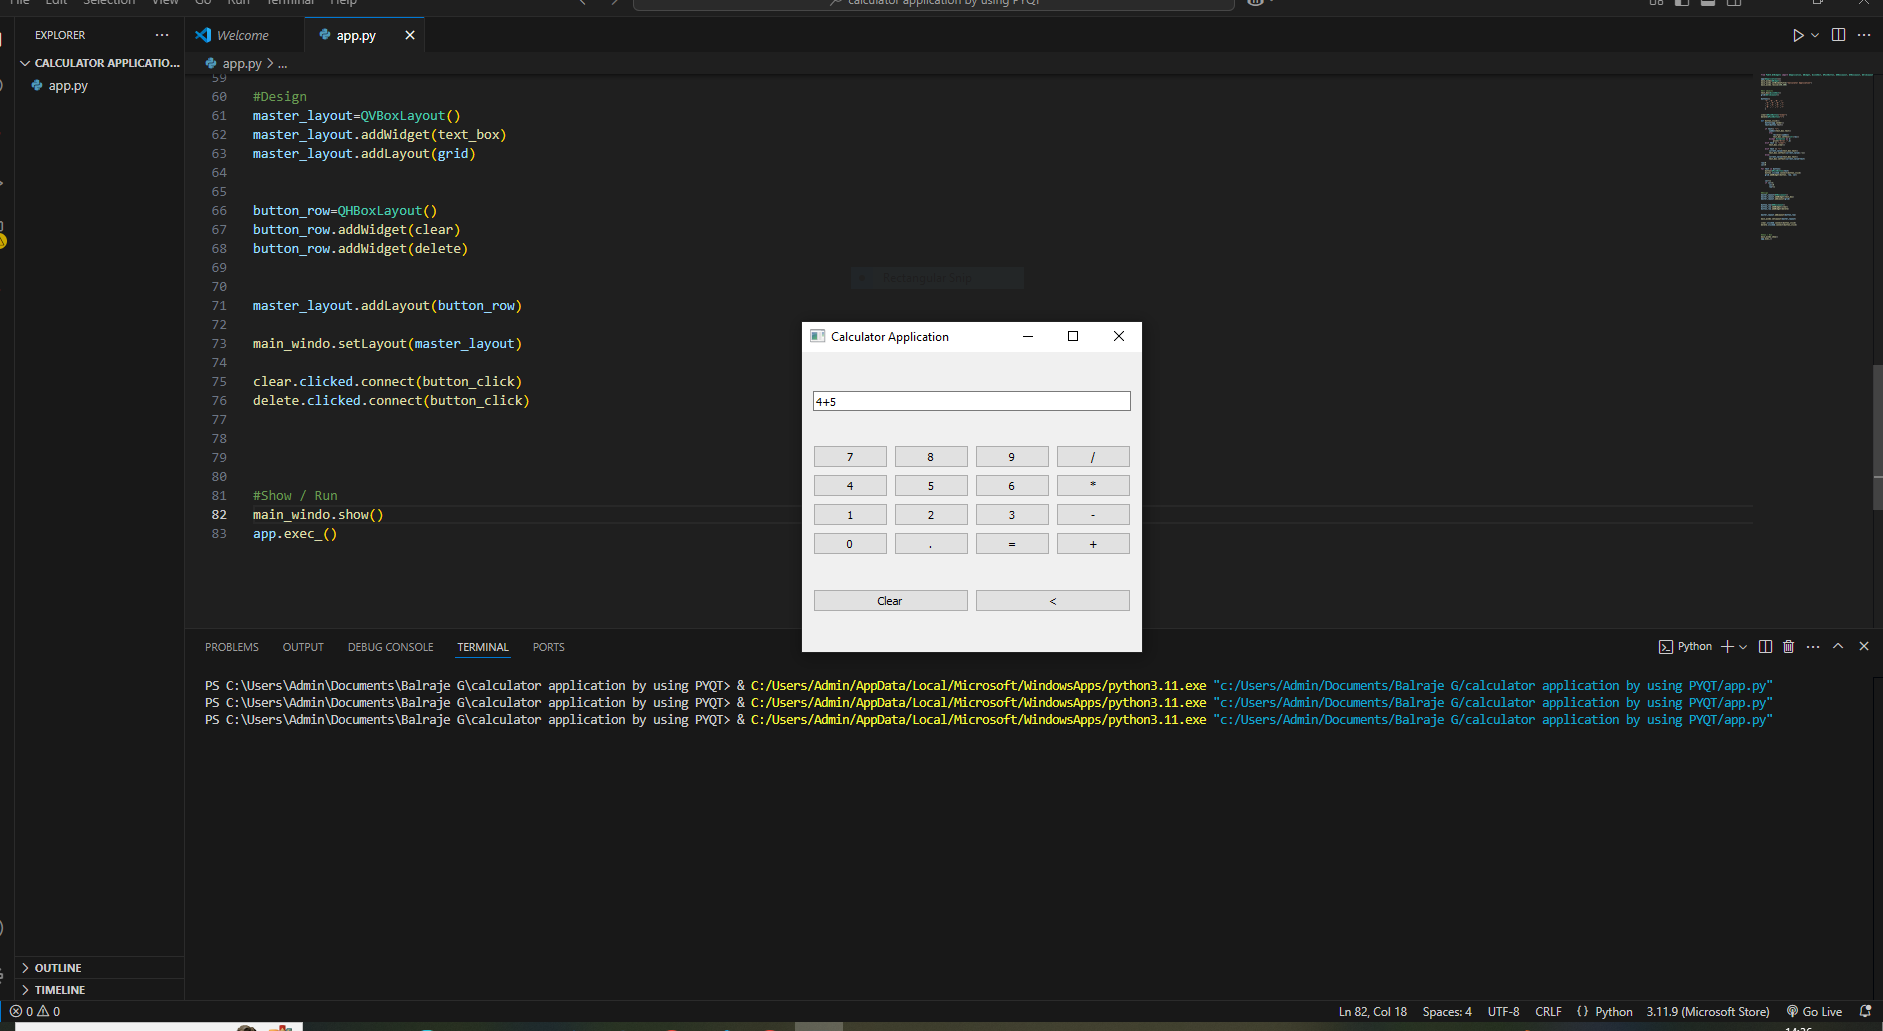 File Edit Selection View Go Run Terminal Help
calculator application by using PYQT
EXPLORER ...
Welcome
app.py
CALCULATOR APPLICATIO...
app.py > ...
app.py
59
60 #Design
61 master_layout=QVBoxLayout()
62 master_layout.addWidget(text_box)
63 master_layout.addLayout(grid)
64
65
66 button_row=QHBoxLayout()
67 button_row.addWidget(clear)
68 button_row.addWidget(delete)
69
70
71 master_layout.addLayout(button_row)
72
73 main_windo.setLayout(master_layout)
74
75 clear.clicked.connect(button_click)
76 delete.clicked.connect(button_click)
77
78
79
80
81 #Show / Run
82 main_windo.show()
83 app.exec_()
Calculator Application
4+5
7 8 9 /
4 5 6 *
1 2 3 -
0 . = +
Clear <
PROBLEMS OUTPUT DEBUG CONSOLE TERMINAL PORTS
Python
PS C:\Users\Admin\Documents\Balraje G\calculator application by using PYQT> & C:/Users/Admin/AppData/Local/Microsoft/WindowsApps/python3.11.exe "c:/Users/Admin/Documents/Balraje G/calculator application by using PYQT/app.py"
PS C:\Users\Admin\Documents\Balraje G\calculator application by using PYQT> & C:/Users/Admin/AppData/Local/Microsoft/WindowsApps/python3.11.exe "c:/Users/Admin/Documents/Balraje G/calculator application by using PYQT/app.py"
PS C:\Users\Admin\Documents\Balraje G\calculator application by using PYQT> & C:/Users/Admin/AppData/Local/Microsoft/WindowsApps/python3.11.exe "c:/Users/Admin/Documents/Balraje G/calculator application by using PYQT/app.py"
OUTLINE
TIMELINE
0 0
Ln 82, Col 18 Spaces: 4 UTF-8 CRLF {} Python 3.11.9 (Microsoft Store) Go Live